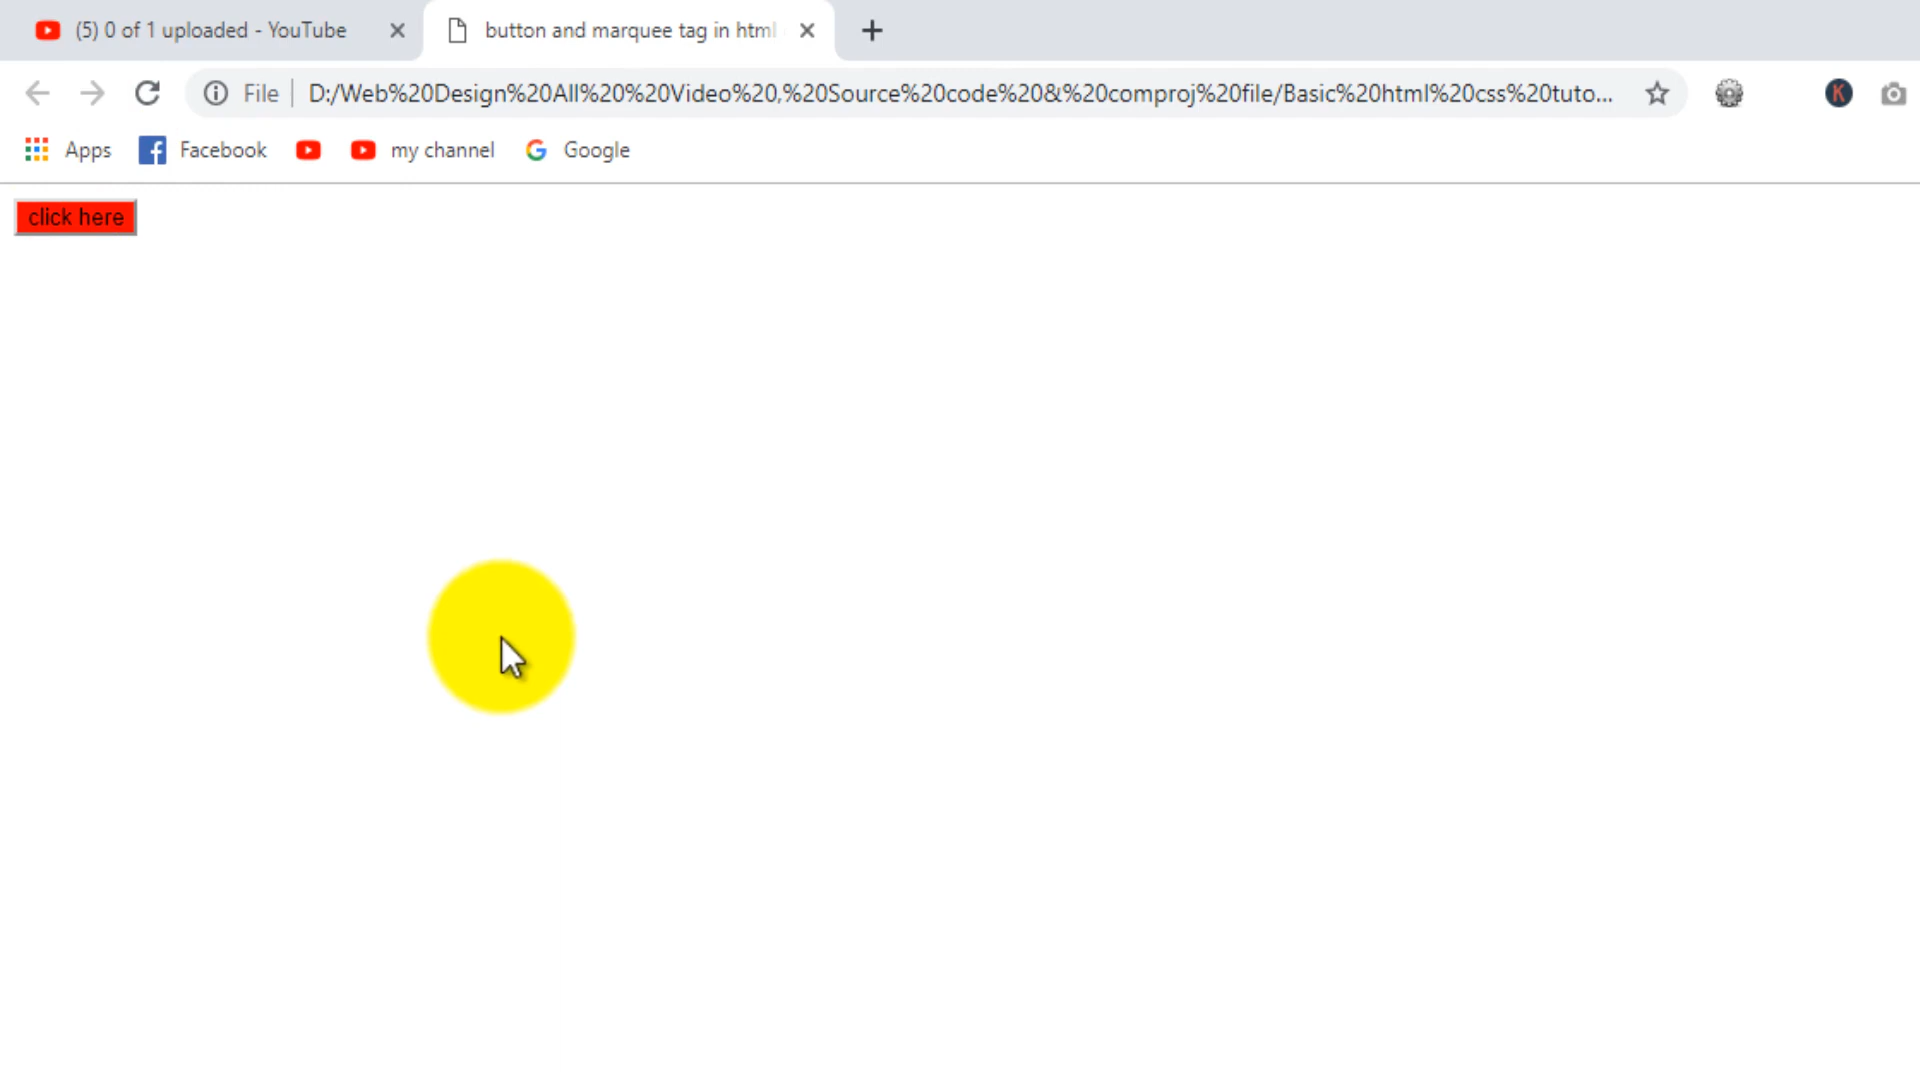 (5) 0 of 1 uploaded - YouTube
button and marquee tag in html
File
D:/Web%20Design%20All%20%20Video%20,%20Source%20code%20&%20comproj%20file/Basic%20html%20css%20tuto...
K
Apps
Facebook
my channel
Google
click here